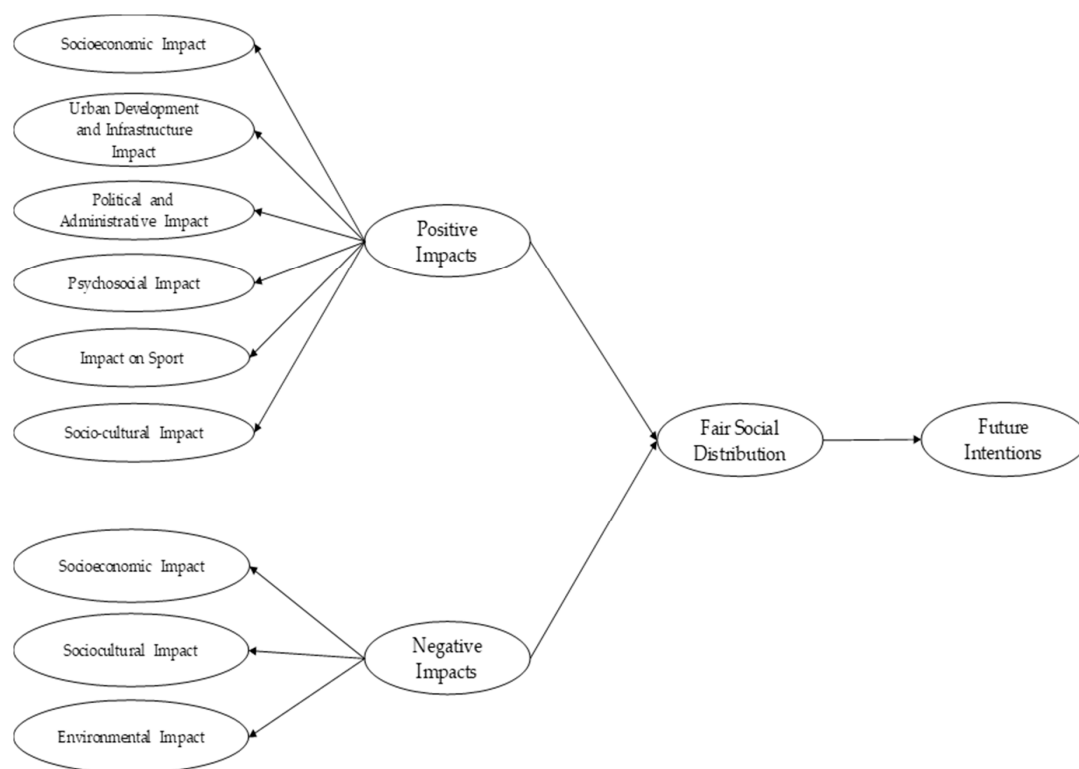 Socioeconomic Impact
Urban Development
and Infrastructure
Impact
Political and
Administrative Impact
Psychosocial Impact
Impact on Sport
Socio-cultural Impact
Positive
Impacts
Fair Social
Distribution
Future
Intentions
Socioeconomic Impact
Sociocultural Impact
Environmental Impact
Negative
Impacts